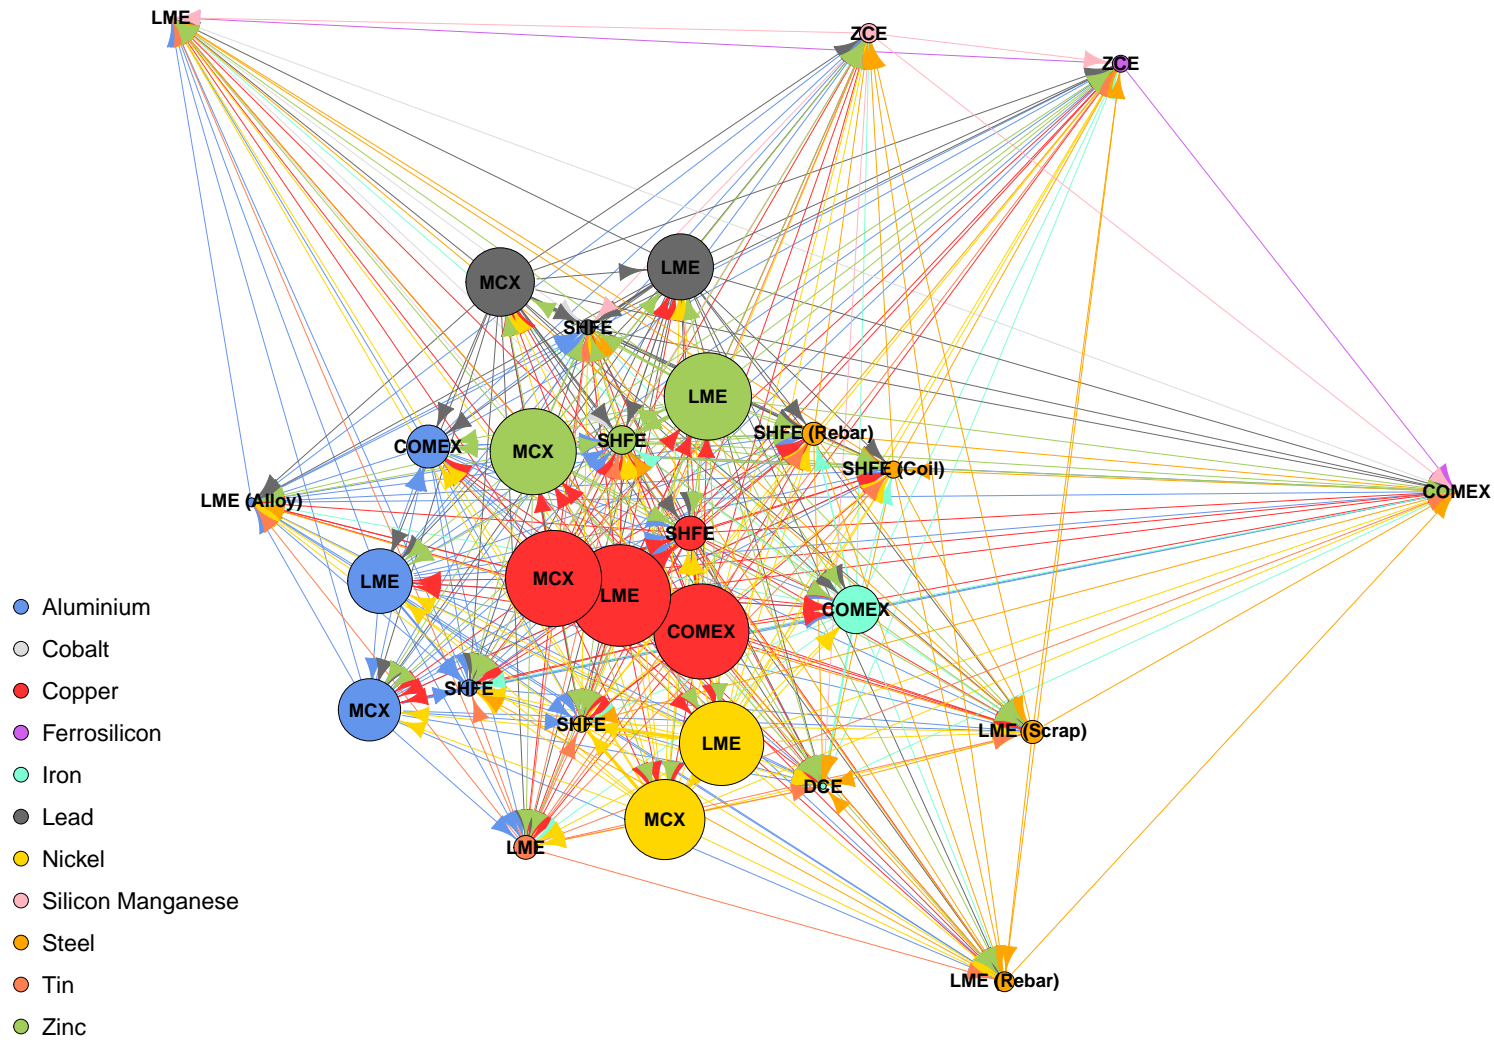 LME
ZCE
ZCE
MCX
LME
SHFE
LME
SHFE (Rebar)
COMEX
MCX
SHFE
SHFE (Coil)
COMEX
LME (Alloy)
SHFE
LME
MCX
LME
COMEX
COMEX
SHFE
MCX
SHFE
LME
LME (Scrap)
DCE
MCX
LME
LME (Rebar)
Aluminium
Cobalt
Copper
Ferrosilicon
Iron
Lead
Nickel
Silicon Manganese
Steel
Tin
Zinc